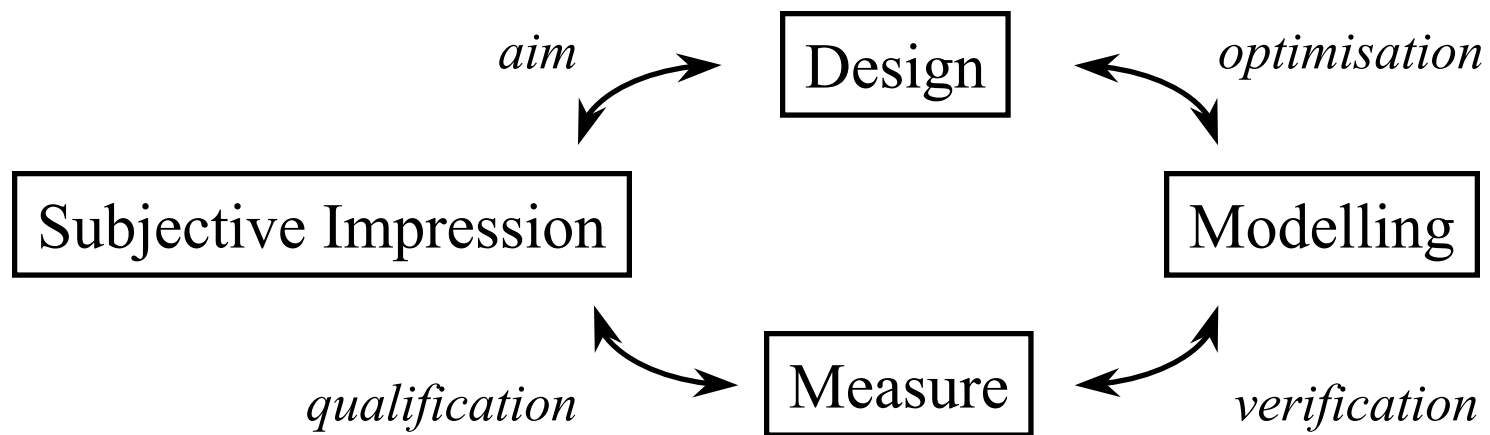 aim
Design
optimisation
Subjective Impression
Modelling
qualification
Measure
verification